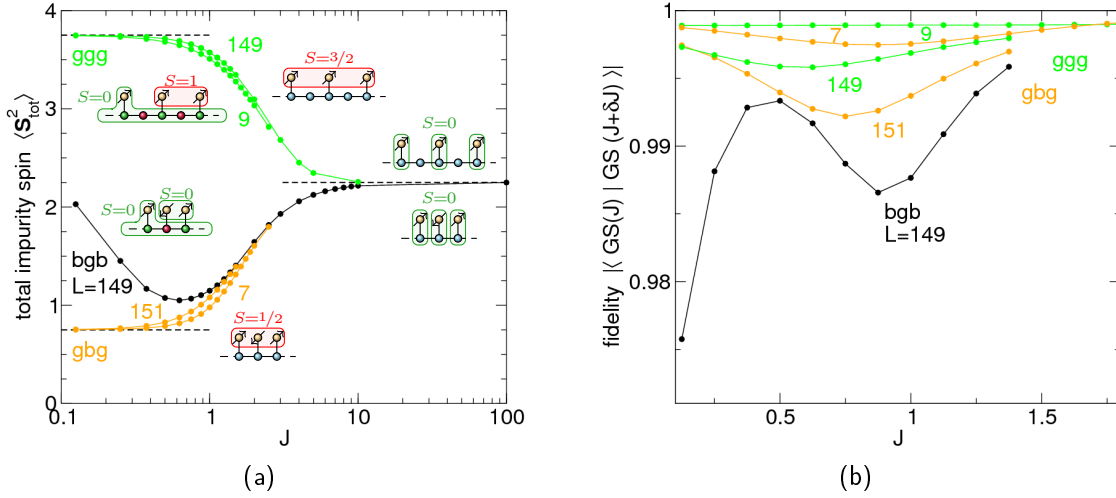 total impurity spin ⟨S²tot⟩
4
3
2
1
0
0.1
1
10
100
J
ggg
149
9
S=0
S=1
S=3/2
S=0
S=0
S=0
S=0
bgb
L=149
151
7
gbg
S=1/2
(a)
fidelity |⟨ GS(J) | GS (J+δJ) ⟩|
1
0.99
0.98
0.5
1
1.5
J
9
7
149
ggg
gbg
151
bgb
L=149
(b)